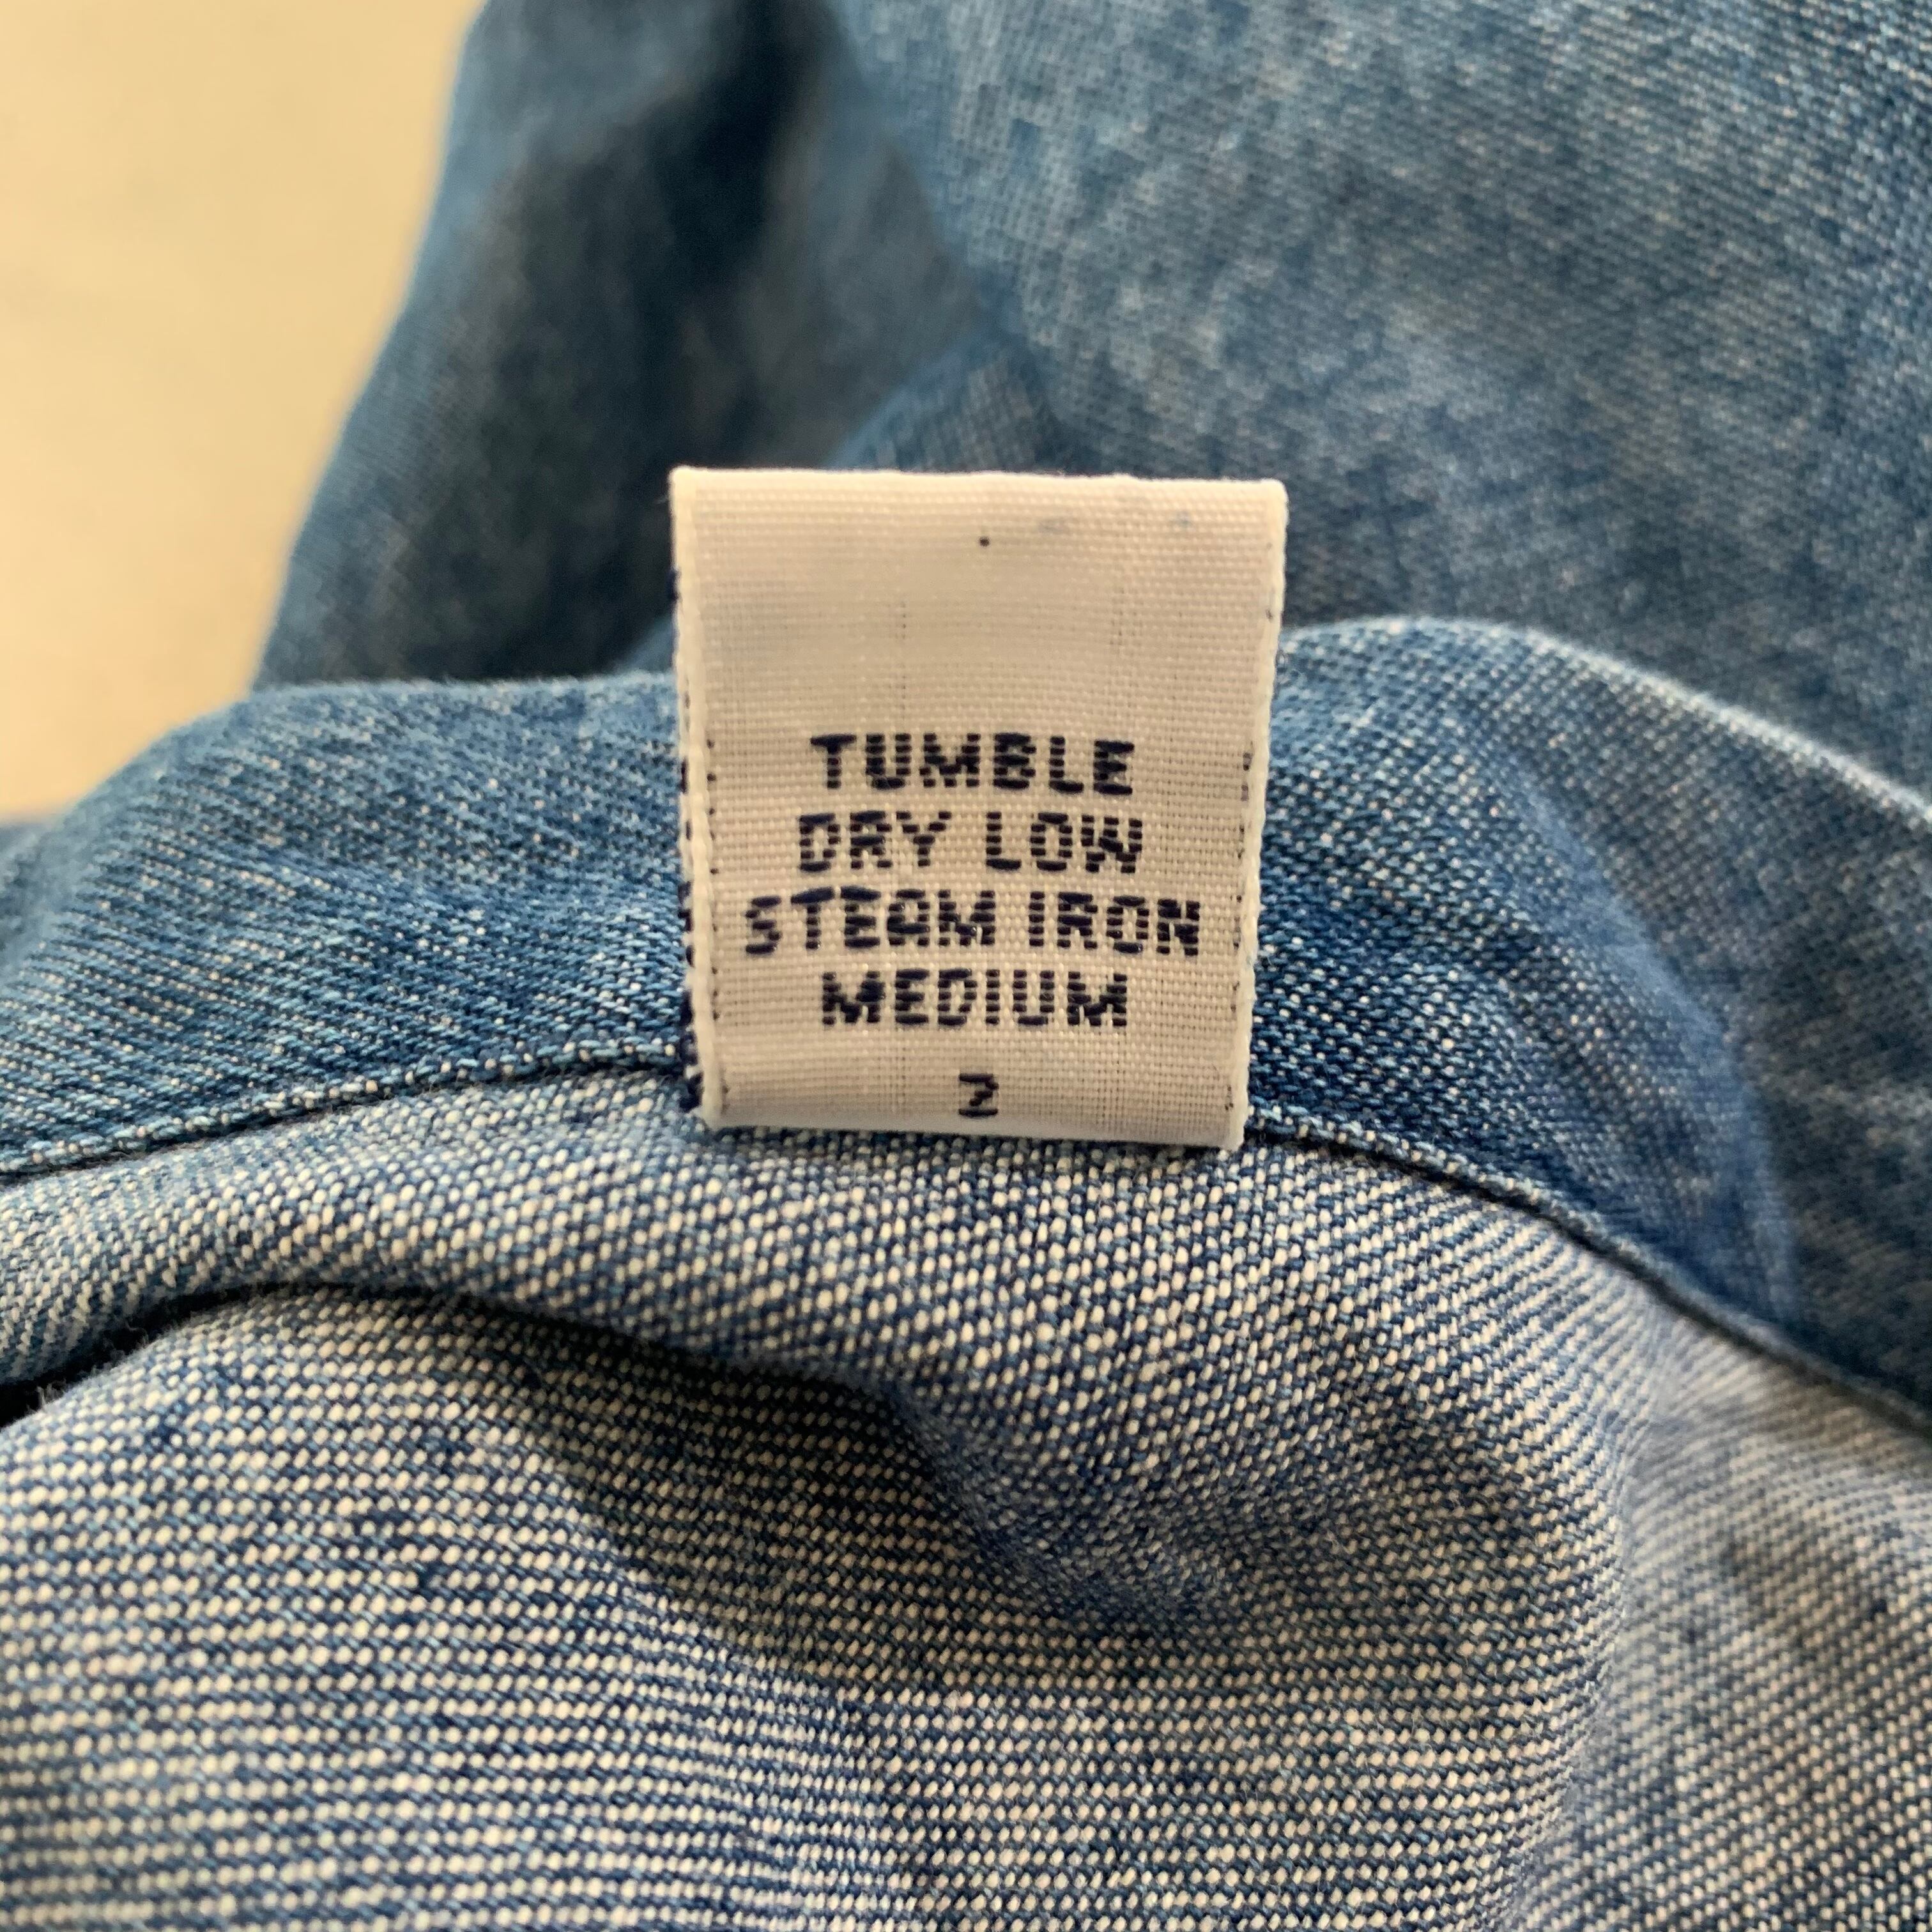 TUMBLE
DRY LOW
STEAM IRON
MEDIUM
2